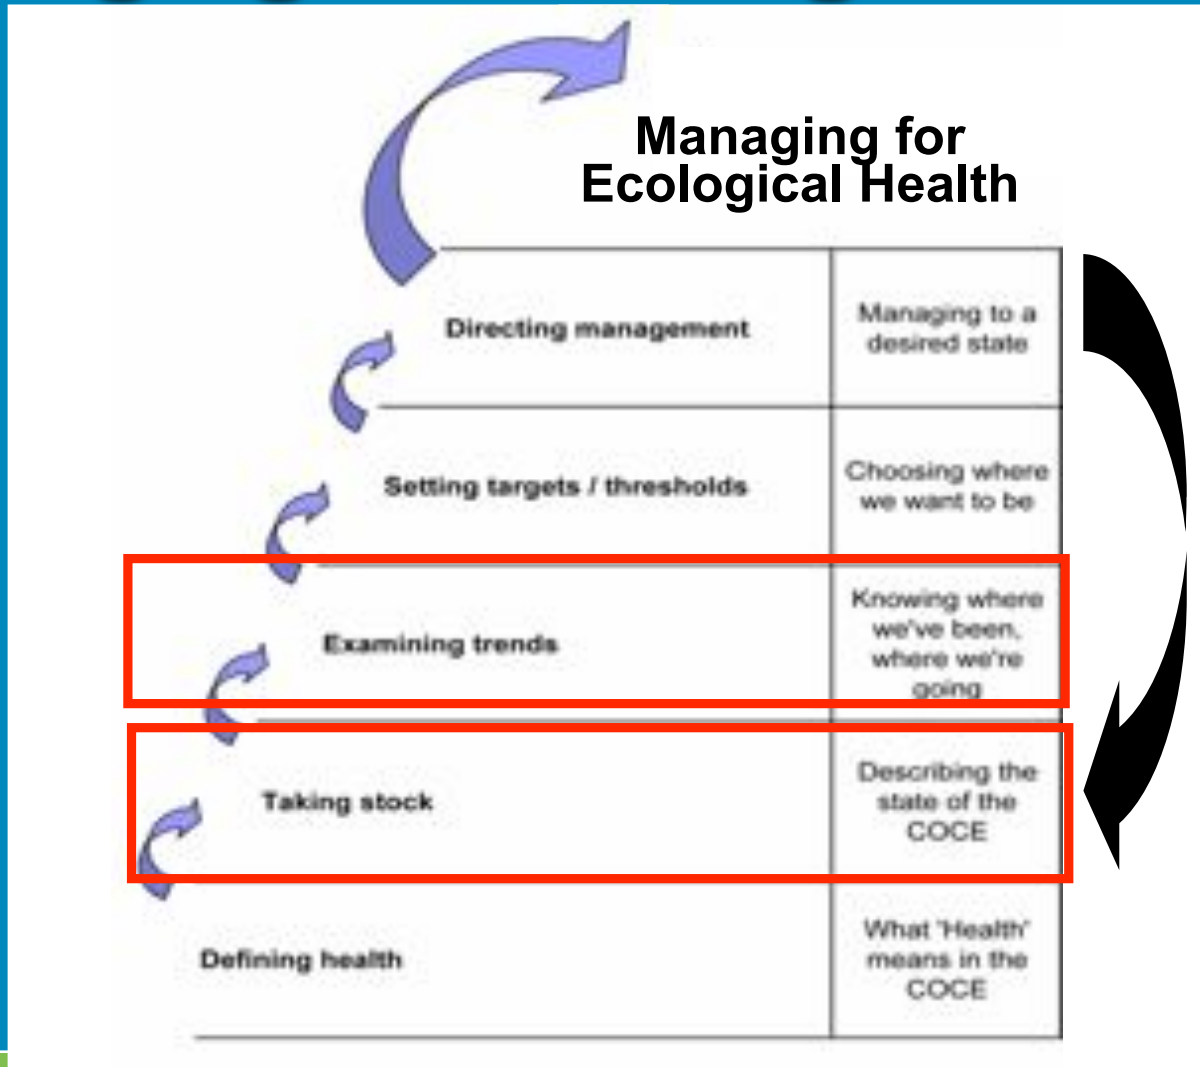 Managing for
Ecological Health
Directing management
Managing to a
desired state
Setting targets / thresholds
Choosing where
we want to be
Examining trends
Knowing where
we've been,
where we're
going
Taking stock
Describing the
state of the
COCE
Defining health
What 'Health'
means in the
COCE